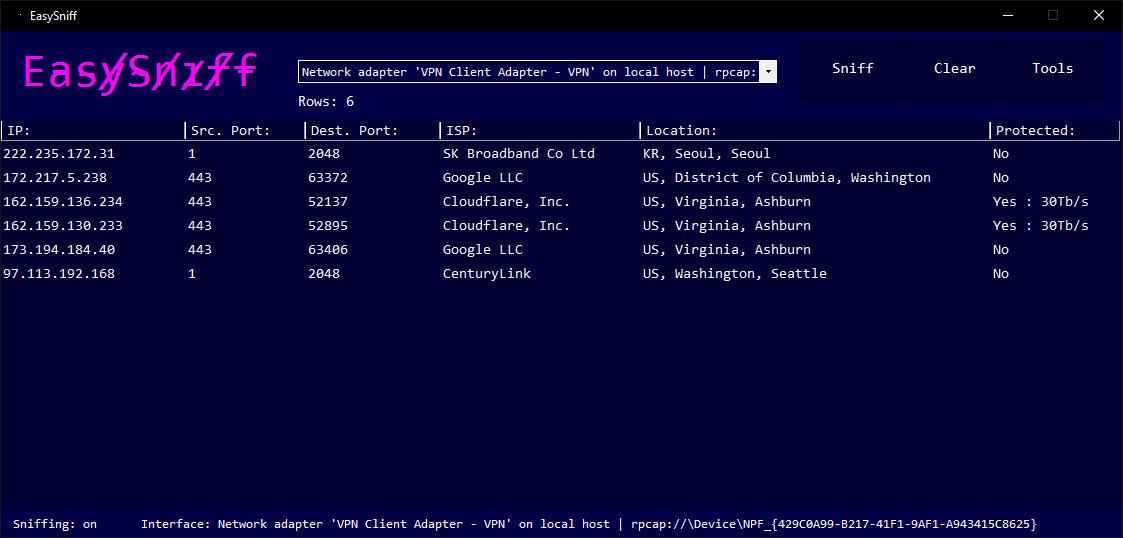 EasySniff
EasySniff
Network adapter 'VPN Client Adapter - VPN' on local host | rpcap:
Sniff Clear Tools
Rows: 6
IP: Src. Port: Dest. Port: ISP: Location: Protected:
222.235.172.31 1 2048 SK Broadband Co Ltd KR, Seoul, Seoul No
172.217.5.238 443 63372 Google LLC US, District of Columbia, Washington No
162.159.136.234 443 52137 Cloudflare, Inc. US, Virginia, Ashburn Yes : 30Tb/s
162.159.130.233 443 52895 Cloudflare, Inc. US, Virginia, Ashburn Yes : 30Tb/s
173.194.184.40 443 63406 Google LLC US, Virginia, Ashburn No
97.113.192.168 1 2048 CenturyLink US, Washington, Seattle No
Sniffing: on Interface: Network adapter 'VPN Client Adapter - VPN' on local host | rpcap://\Device\NPF_{429C0A99-B217-41F1-9AF1-A943415C8625}